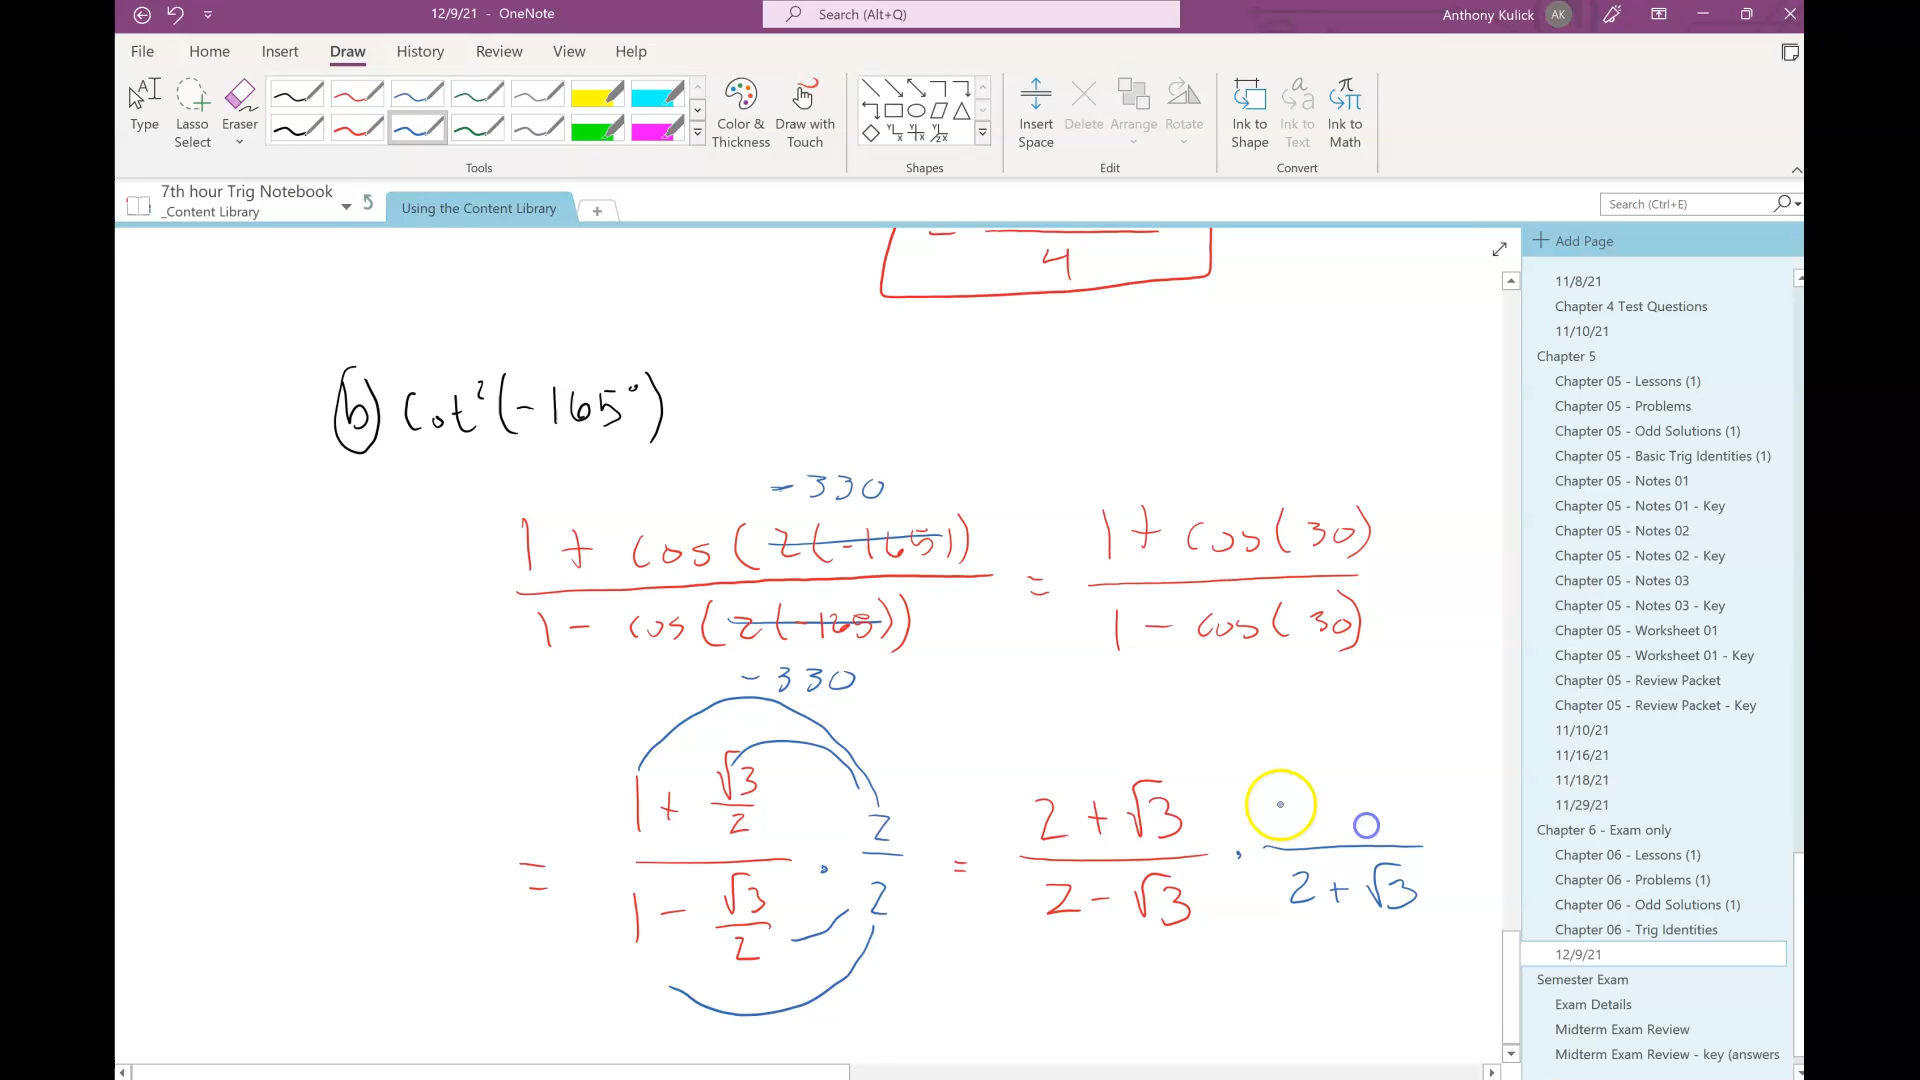 12/9/21 - OneNote
Search (Alt+Q)
Anthony Kulick AK
File Home Insert Draw History Review View Help
Type
Lasso Select
Eraser
Color & Thickness
Draw with Touch
Insert Space
Delete
Arrange
Rotate
Ink to Shape
Ink to Text
Ink to Math
Tools Shapes Edit Convert
7th hour Trig Notebook
_Content Library
Using the Content Library
Search (Ctrl+E)
Add Page
11/8/21
Chapter 4 Test Questions
11/10/21
Chapter 5
Chapter 05 - Lessons (1)
Chapter 05 - Problems
Chapter 05 - Odd Solutions (1)
Chapter 05 - Basic Trig Identities (1)
Chapter 05 - Notes 01
Chapter 05 - Notes 01 - Key
Chapter 05 - Notes 02
Chapter 05 - Notes 02 - Key
Chapter 05 - Notes 03
Chapter 05 - Notes 03 - Key
Chapter 05 - Worksheet 01
Chapter 05 - Worksheet 01 - Key
Chapter 05 - Review Packet
Chapter 05 - Review Packet - Key
11/10/21
11/16/21
11/18/21
11/29/21
Chapter 6 - Exam only
Chapter 06 - Lessons (1)
Chapter 06 - Problems (1)
Chapter 06 - Odd Solutions (1)
Chapter 06 - Trig Identities
12/9/21
Semester Exam
Exam Details
Midterm Exam Review
Midterm Exam Review - key (answers
= 4
b) cot²(-165°)
-330
1 + cos(2(-165)) = 1 + cos(30)
1 - cos(2(-165)) 1 - cos(30)
-330
= 1 + √3/2 · 2 = 2 + √3 ·
1 - √3/2 2 2 - √3 2 + √3